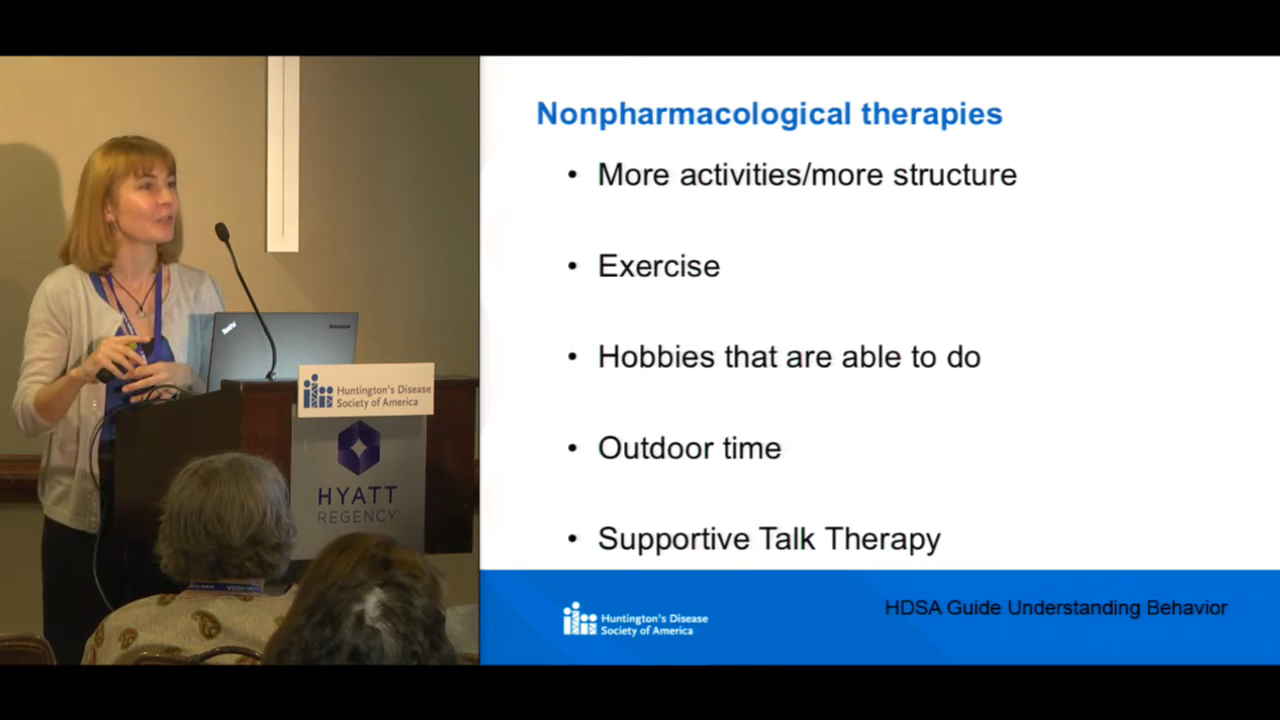 Nonpharmacological therapies
• More activities/more structure
• Exercise
• Hobbies that are able to do
• Outdoor time
• Supportive Talk Therapy
Huntington's Disease
Society of America
HDSA Guide Understanding Behavior
ThinkPad
Huntington's Disease
Society of America
HYATT
REGENCY